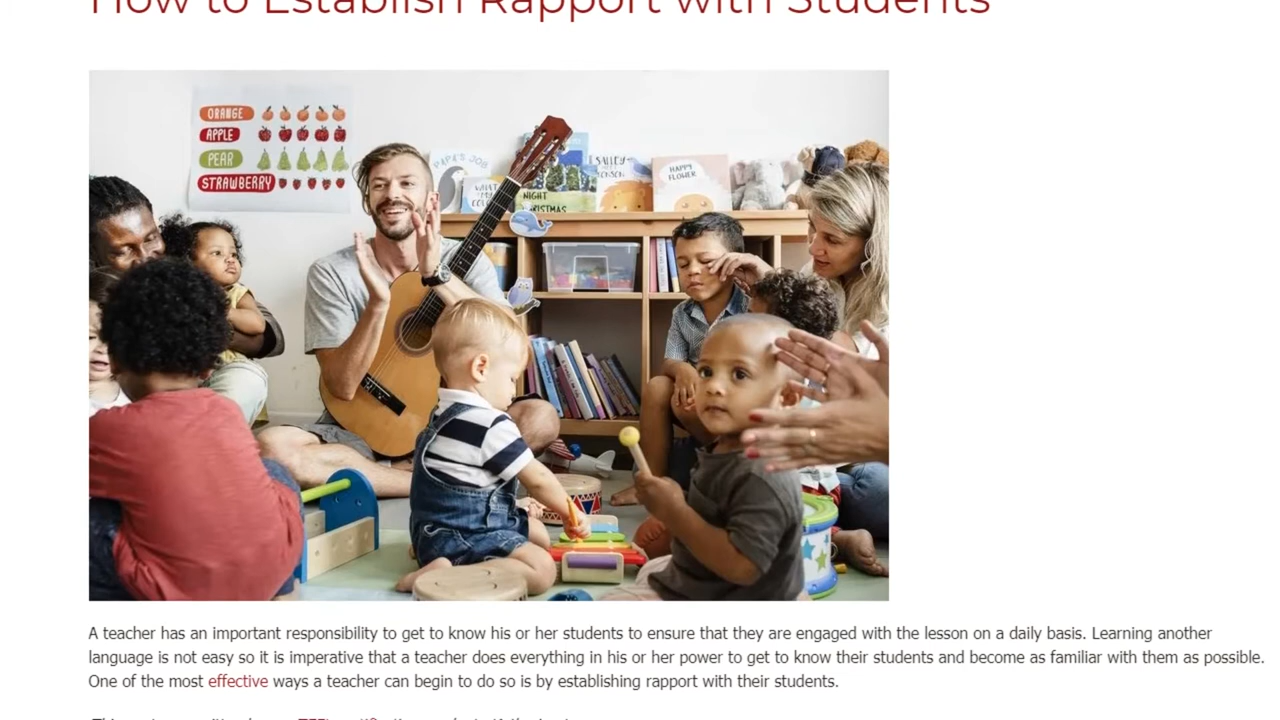 How to Establish Rapport with Students
ORANGE
APPLE
PEAR
STRAWBERRY
PAPA'S JOB
WHAT
MY
NIGHT
HAPPY
FLOWER
A teacher has an important responsibility to get to know his or her students to ensure that they are engaged with the lesson on a daily basis. Learning another
language is not easy so it is imperative that a teacher does everything in his or her power to get to know their students and become as familiar with them as possible.
One of the most effective ways a teacher can begin to do so is by establishing rapport with their students.